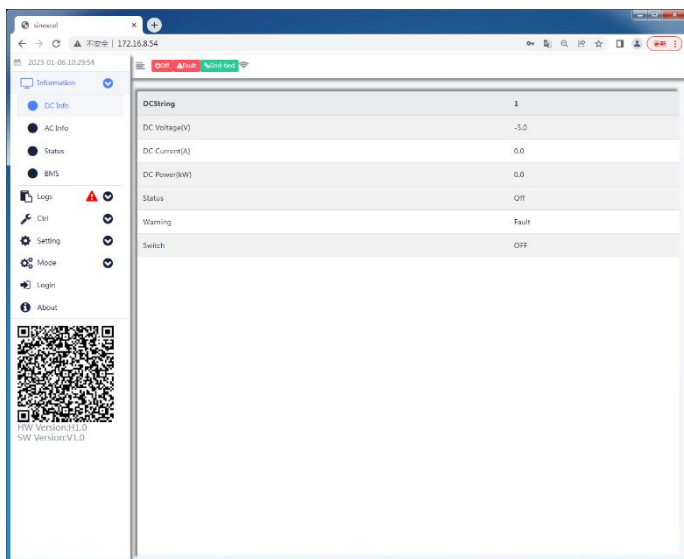 sinexcel
不安全 | 172.16.8.54
更新
2023-01-06 10:29:54
Off Fault Grid-tied
Information
DC Info
AC Info
Status
BMS
Logs
Ctrl
Setting
Mode
Login
About
HW Version:H1.0
SW Version:V1.0
DCString 1
DC Voltage(V) -5.0
DC Current(A) 0.0
DC Power(kW) 0.0
Status Off
Warning Fault
Switch OFF